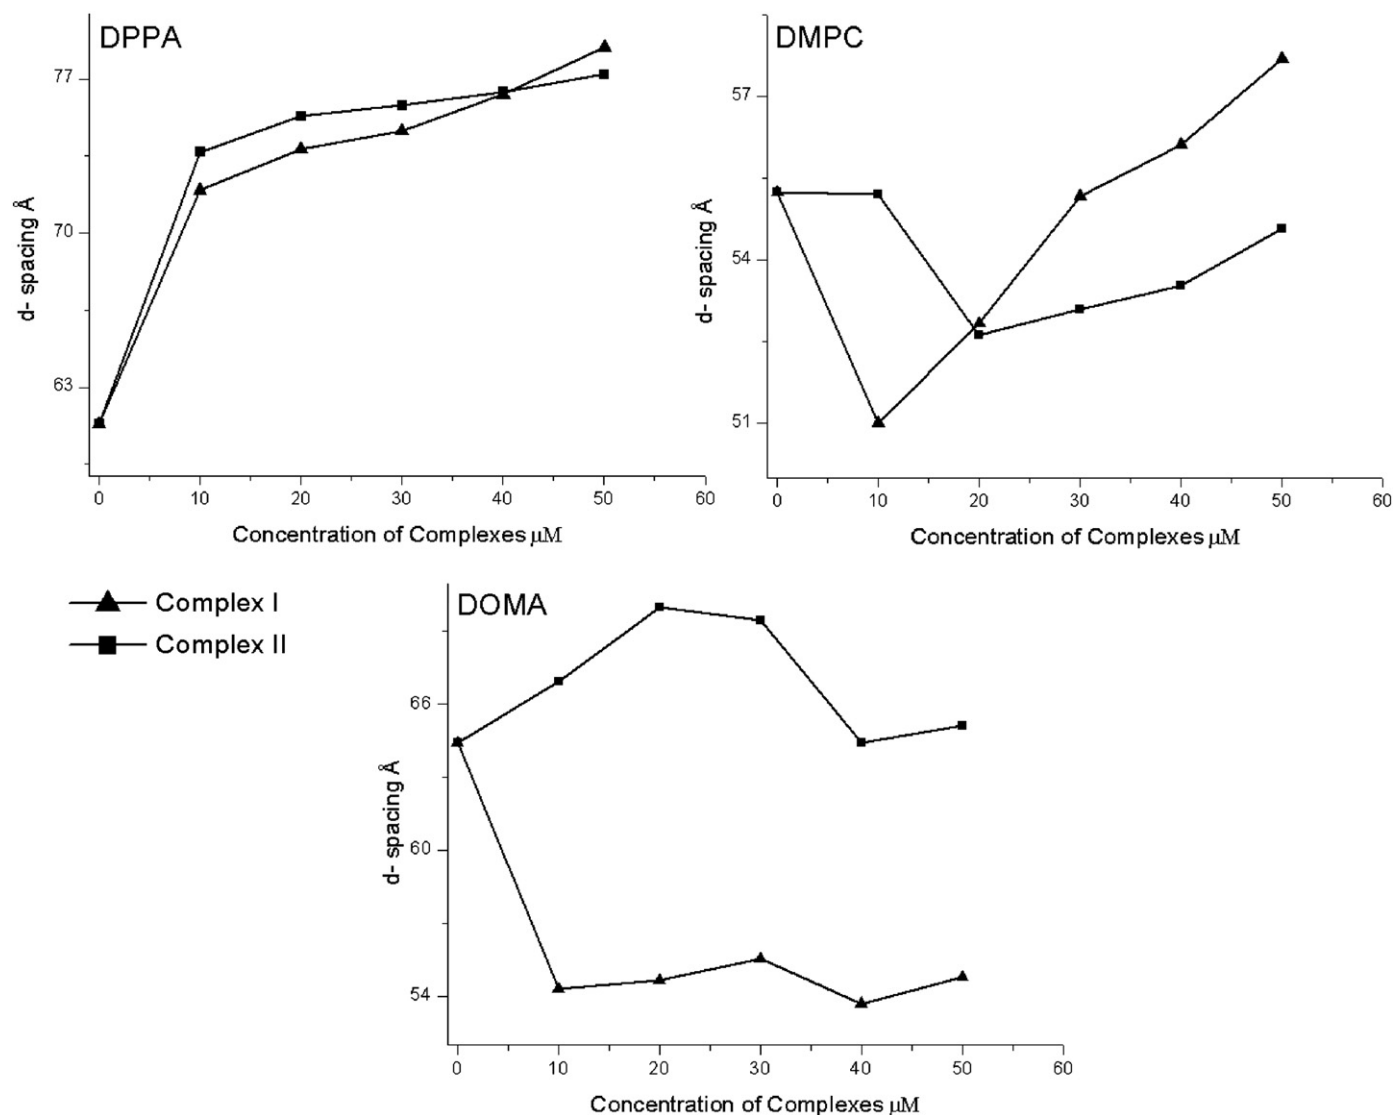 DPPA
77
70
63
d- spacing Å
0 10 20 30 40 50 60
Concentration of Complexes µM
DMPC
57
54
51
d- spacing Å
0 10 20 30 40 50 60
Concentration of Complexes µM
Complex I
Complex II
DOMA
66
60
54
d- spacing Å
0 10 20 30 40 50 60
Concentration of Complexes µM